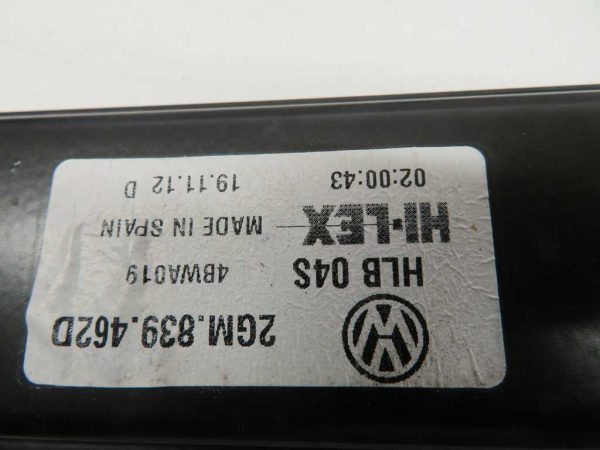 2GM.839.462D
HLB 04S 4BWA019
HI-LEX MADE IN SPAIN
02:00:43 19.11.12 D